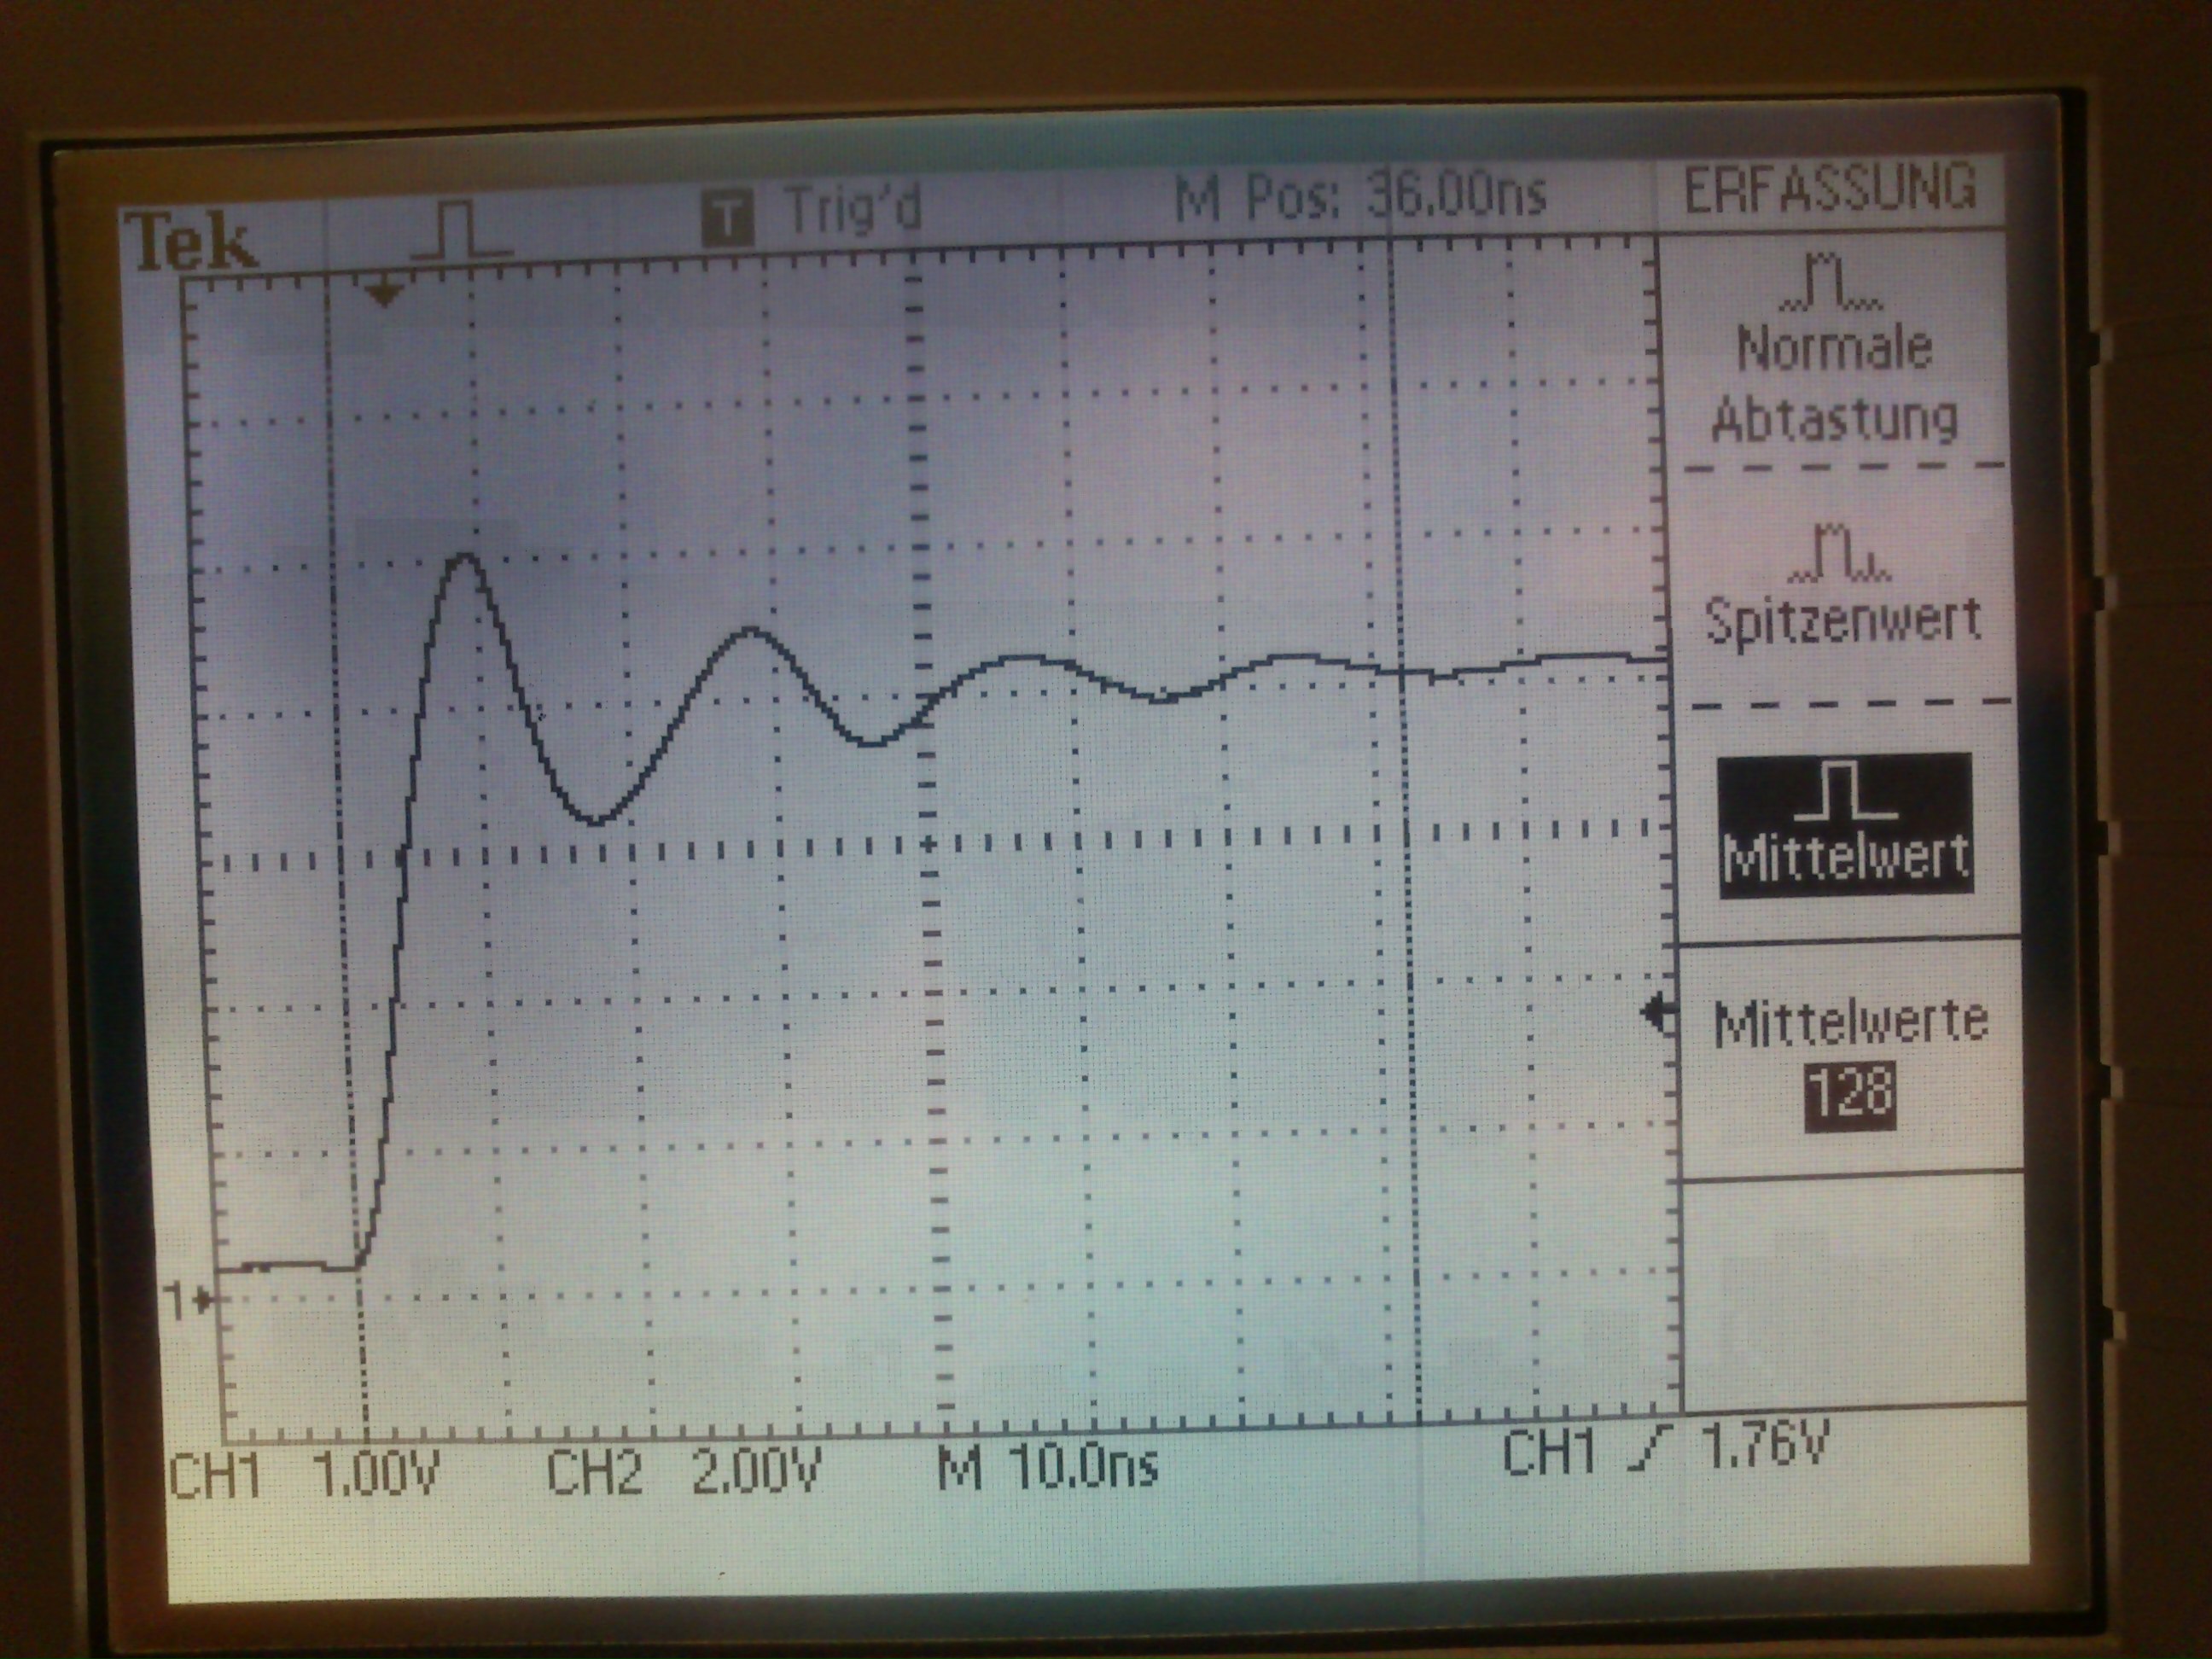 Tek T Trig'd M Pos: 36.00ns ERFASSUNG
Normale
Abtastung
Spitzenwert
Mittelwert
Mittelwerte
128
1
CH1 1.00V CH2 2.00V M 10.0ns CH1 1.76V